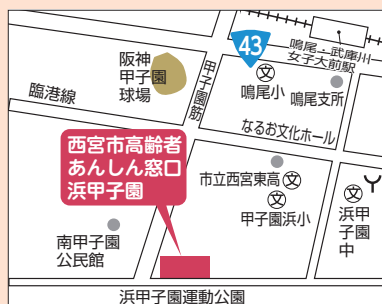 43
鳴尾・武庫川
女子大前駅
阪神
甲子園
球場
甲子園筋
鳴尾小
鳴尾支所
臨港線
なるお文化ホール
西宮市高齢者
あんしん窓口
浜甲子園
市立西宮東高
文
甲子園浜小
文
文
文
浜甲子園中
南甲子園
公民館
浜甲子園運動公園